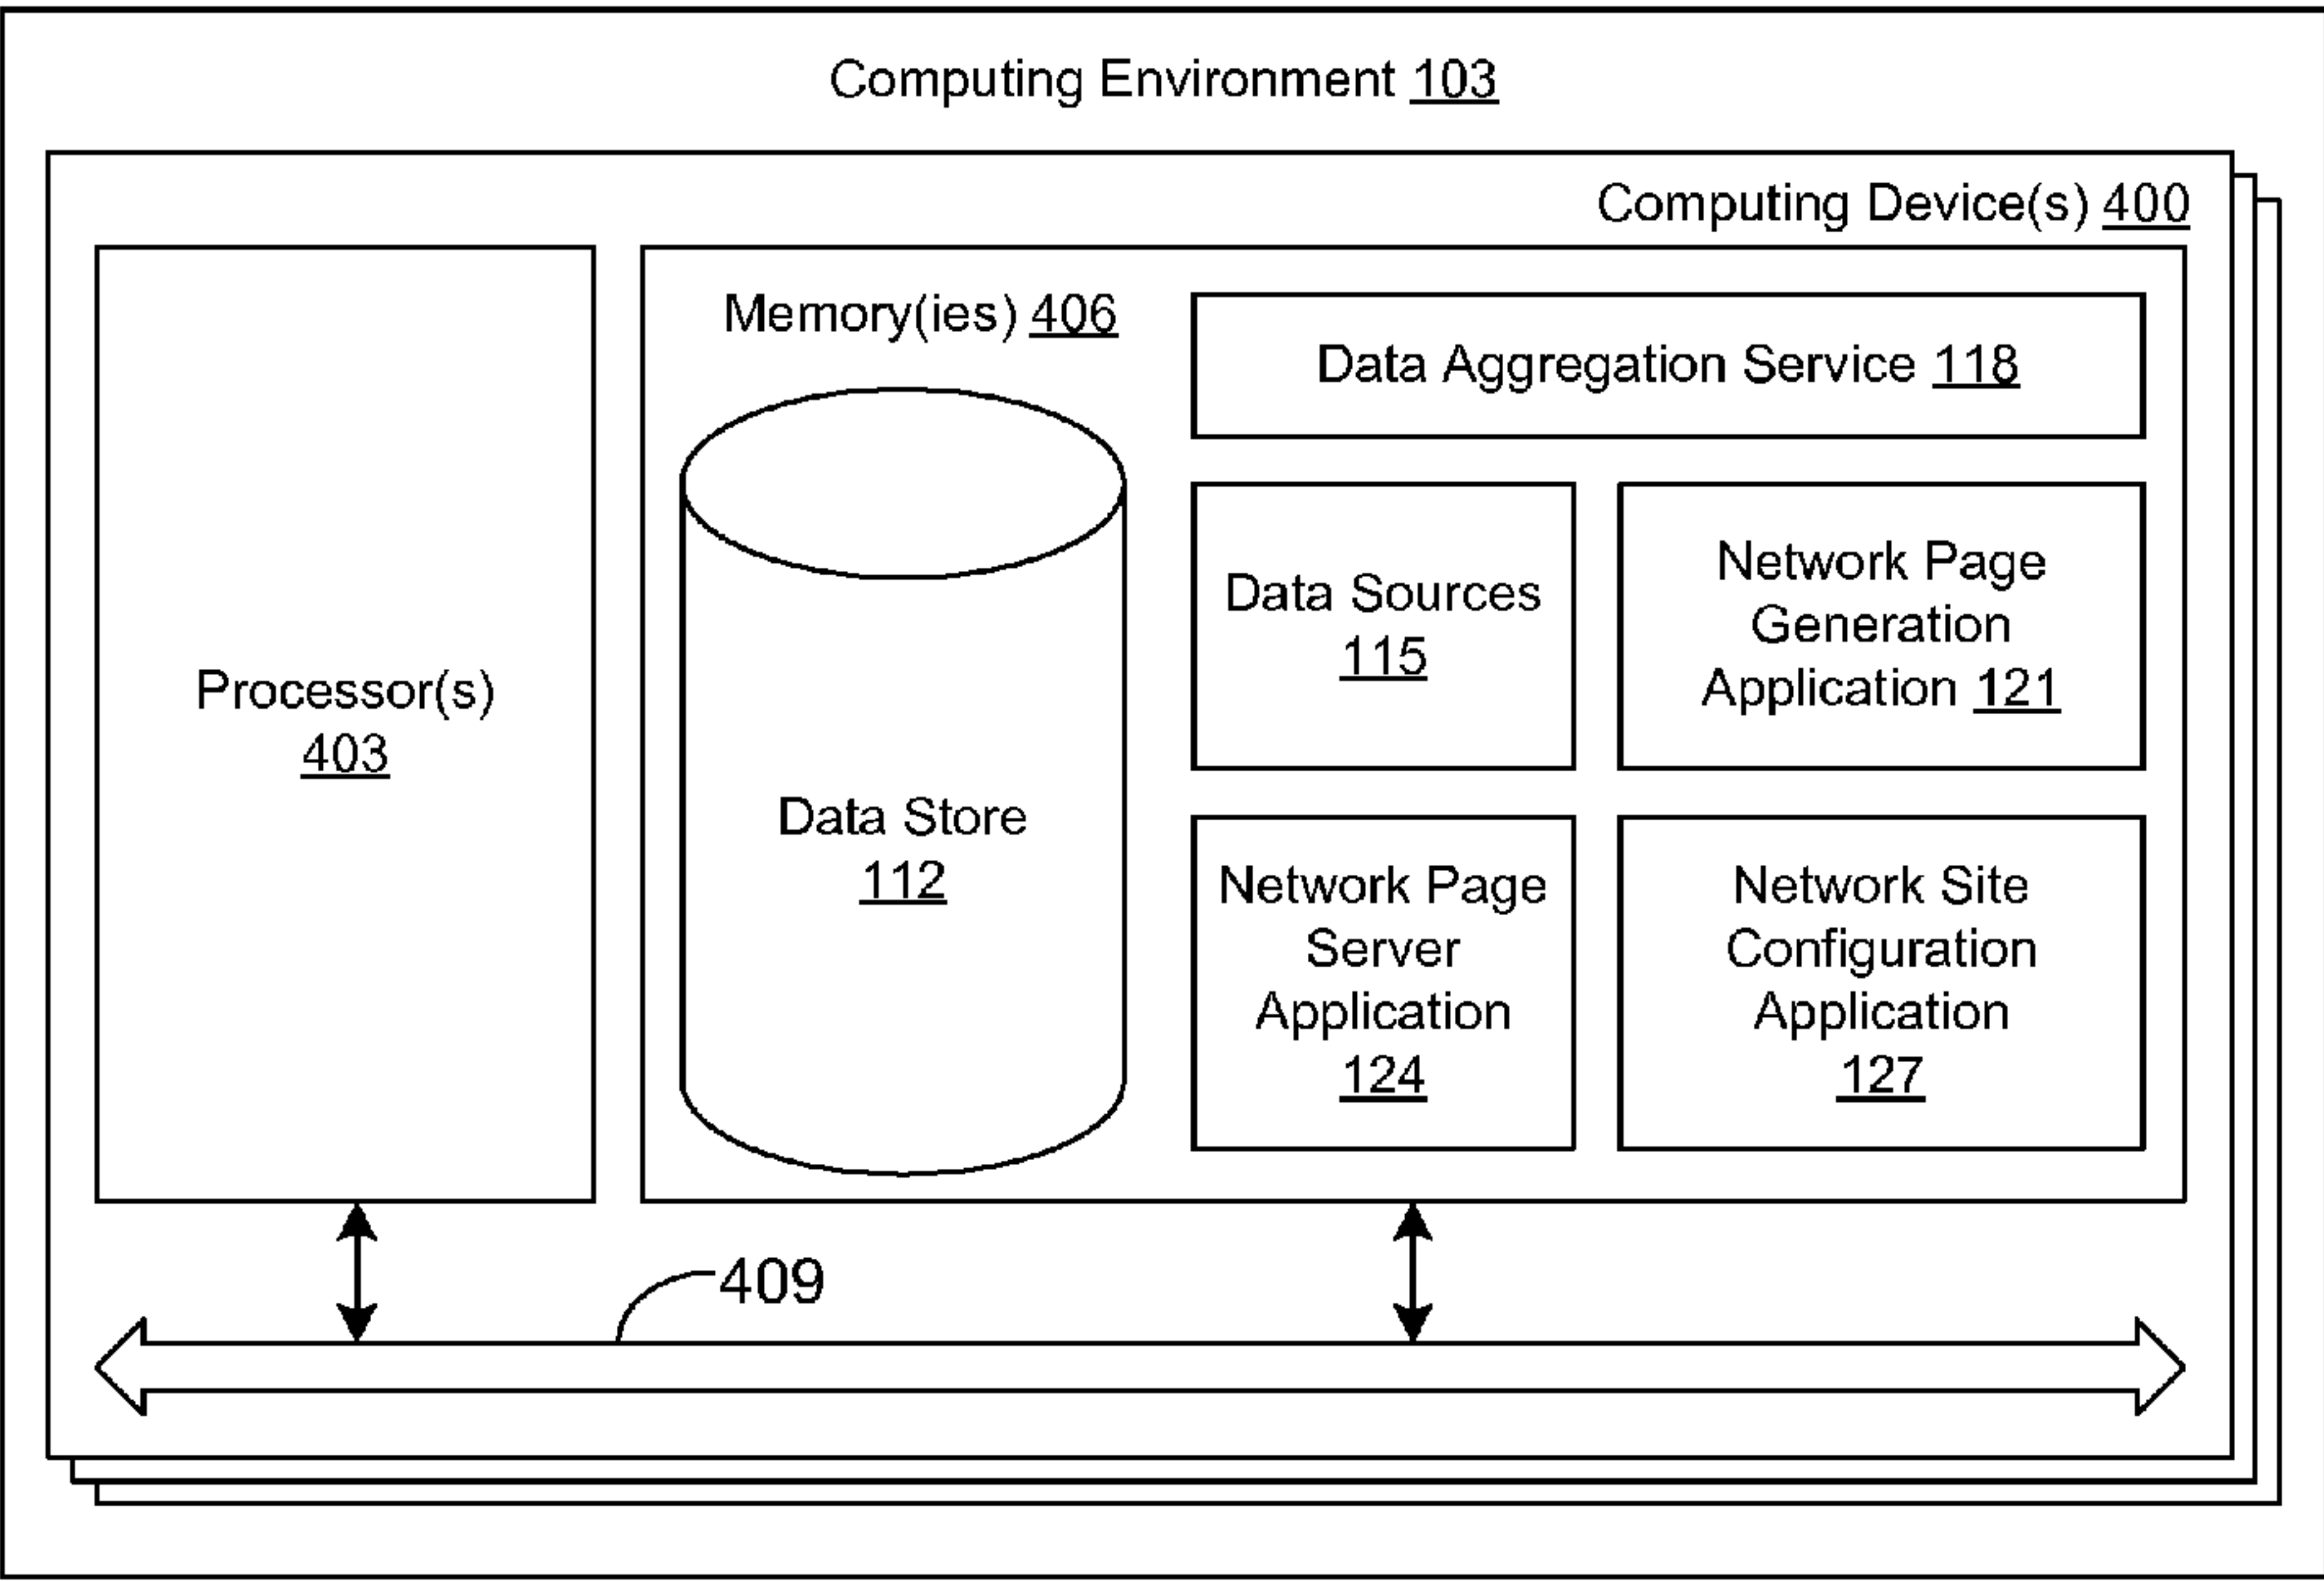 Computing Environment 103
Computing Device(s) 400
Processor(s)
403
Memory(ies) 406
Data Store
112
Data Aggregation Service 118
Data Sources
115
Network Page
Generation
Application 121
Network Page
Server
Application
124
Network Site
Configuration
Application
127
409